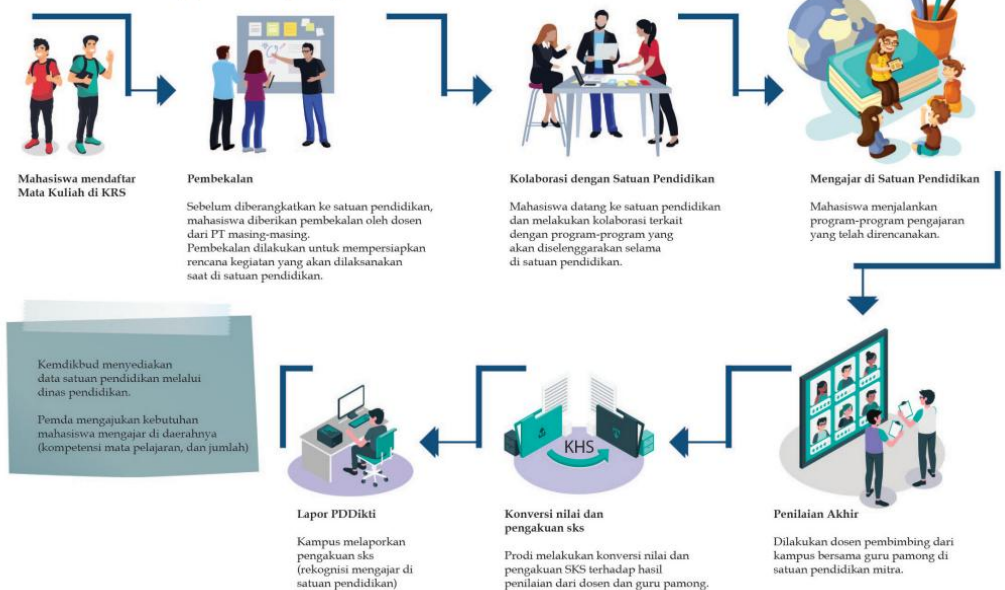 Mahasiswa mendaftar
Mata Kuliah di KRS
Pembekalan
Sebelum diberangkatkan ke satuan pendidikan,
mahasiswa diberikan pembekalan oleh dosen
dari PT masing-masing.
Pembekalan dilakukan untuk mempersiapkan
rencana kegiatan yang akan dilaksanakan
saat di satuan pendidikan.
Kolaborasi dengan Satuan Pendidikan
Mahasiswa datang ke satuan pendidikan
dan melakukan kolaborasi terkait
dengan program-program yang
akan diselenggarakan selama
di satuan pendidikan.
Mengajar di Satuan Pendidikan
Mahasiswa menjalankan
program-program pengajaran
yang telah direncanakan.
Penilaian Akhir
Dilakukan dosen pembimbing dari
kampus bersama guru pamong di
satuan pendidikan mitra.
KHS
Konversi nilai dan
pengakuan sks
Prodi melakukan konversi nilai dan
pengakuan SKS terhadap hasil
penilaian dari dosen dan guru pamong.
Lapor PDDikti
Kampus melaporkan
pengakuan sks
(rekognisi mengajar di
satuan pendidikan)
Kemdikbud menyediakan
data satuan pendidikan melalui
dinas pendidikan.
Pemda mengajukan kebutuhan
mahasiswa mengajar di daerahnya
(kompetensi mata pelajaran, dan jumlah)